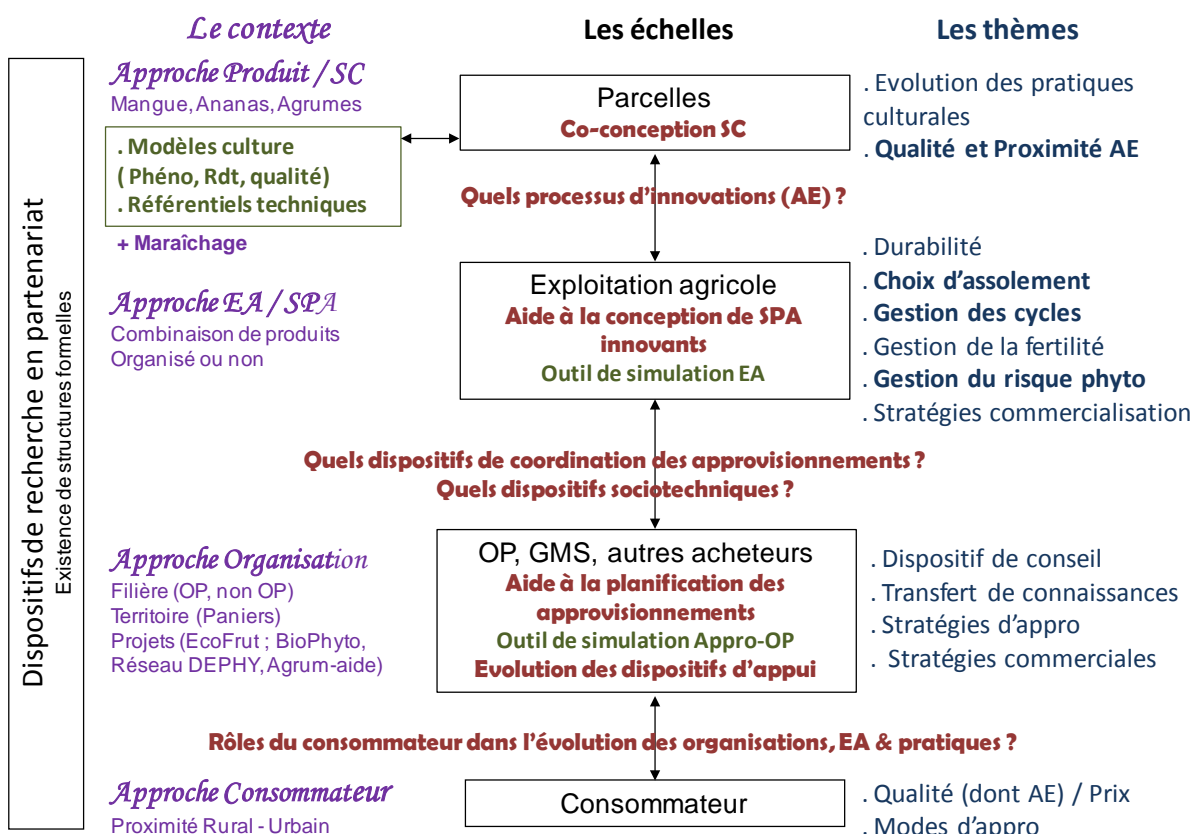 Le contexte
Les échelles
Les thèmes
Dispositifs de recherche en partenariat
Existence de structures formelles
Approche Produit / SC
Mangue, Ananas, Agrumes
. Modèles culture
( Phéno, Rdt, qualité)
. Référentiels techniques
+ Maraîchage
Parcelles
Co-conception SC
. Evolution des pratiques
culturales
. Qualité et Proximité AE
Quels processus d'innovations (AE) ?
Approche EA / SPA
Combinaison de produits
Organisé ou non
Exploitation agricole
Aide à la conception de SPA
innovants
Outil de simulation EA
. Durabilité
. Choix d'assolement
. Gestion des cycles
. Gestion de la fertilité
. Gestion du risque phyto
. Stratégies commercialisation
Quels dispositifs de coordination des approvisionnements ?
Quels dispositifs sociotechniques ?
Approche Organisation
Filière (OP, non OP)
Territoire (Paniers)
Projets (EcoFrut ; BioPhyto,
Réseau DEPHY, Agrum-aide)
OP, GMS, autres acheteurs
Aide à la planification des
approvisionnements
Outil de simulation Appro-OP
Evolution des dispositifs d'appui
. Dispositif de conseil
. Transfert de connaissances
. Stratégies d'appro
. Stratégies commerciales
Rôles du consommateur dans l'évolution des organisations, EA & pratiques ?
Approche Consommateur
Proximité Rural - Urbain
Consommateur
. Qualité (dont AE) / Prix
. Modes d'appro